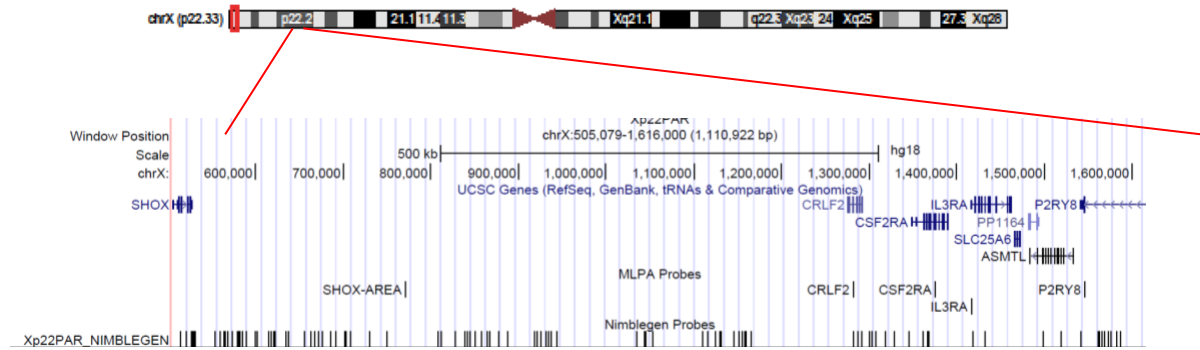 chrX (p22.33) p22.2 21.1 11.4 11.3 Xq21.1 q22.3 Xq23 24 Xq25 27.3 Xq28
Xp22PAR
Window Position chrX:505,079-1,616,000 (1,110,922 bp)
Scale 500 kb hg18
chrX: 600,000 700,000 800,000 900,000 1,000,000 1,100,000 1,200,000 1,300,000 1,400,000 1,500,000 1,600,000
UCSC Genes (RefSeq, GenBank, tRNAs & Comparative Genomics)
SHOX CRLF2 IL3RA P2RY8
CSF2RA PP1164
SLC25A6
ASMTL
MLPA Probes
SHOX-AREA CRLF2 CSF2RA P2RY8
IL3RA
Nimblegen Probes
Xp22PAR_NIMBLEGEN